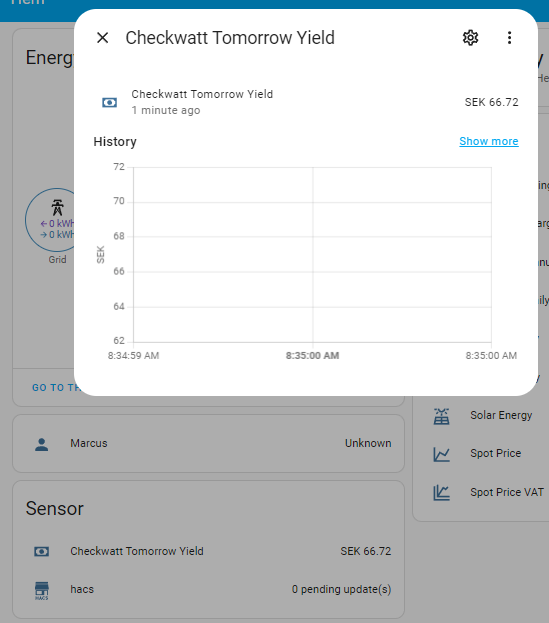 Checkwatt Tomorrow Yield
Checkwatt Tomorrow Yield
1 minute ago
SEK 66.72
History
Show more
72
70
68
66
64
62
SEK
8:34:59 AM
8:35:00 AM
8:35:00 AM
← 0 kWh
→ 0 kWh
Grid
GO TO
Marcus
Unknown
Sensor
Checkwatt Tomorrow Yield
SEK 66.72
hacs
0 pending update(s)
HACS
Solar Energy
Spot Price
Spot Price VAT